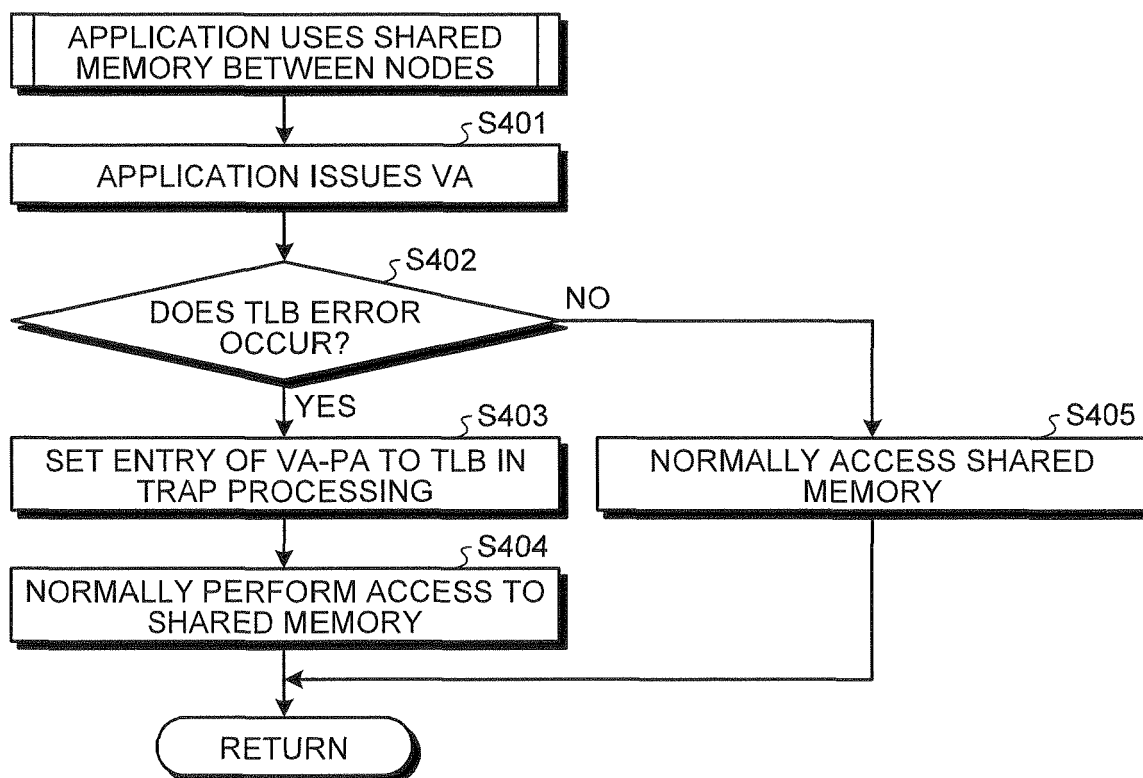 APPLICATION USES SHARED
MEMORY BETWEEN NODES
S401
APPLICATION ISSUES VA
S402
DOES TLB ERROR
OCCUR?
NO
YES
S403
SET ENTRY OF VA-PA TO TLB IN
TRAP PROCESSING
S405
NORMALLY ACCESS SHARED
MEMORY
S404
NORMALLY PERFORM ACCESS TO
SHARED MEMORY
RETURN